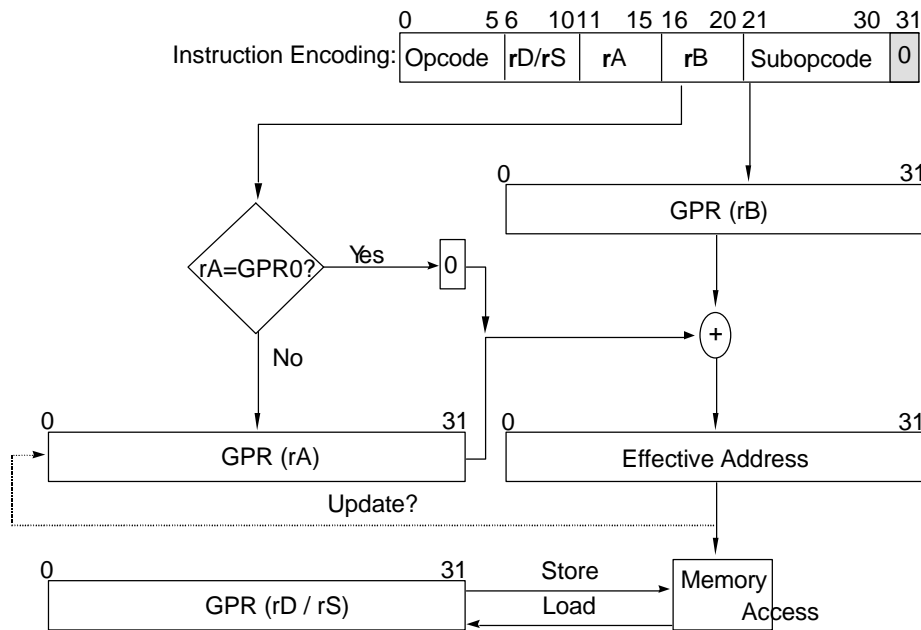 0 5 6 10 11 15 16 20 21 30 31
Instruction Encoding: Opcode rD/rS rA rB Subopcode 0
0 31
GPR (rB)
rA=GPR0? Yes 0
+
No
0 31
GPR (rA)
0 31
Effective Address
Update?
0 31
GPR (rD / rS)
Store
Load
Memory
Access